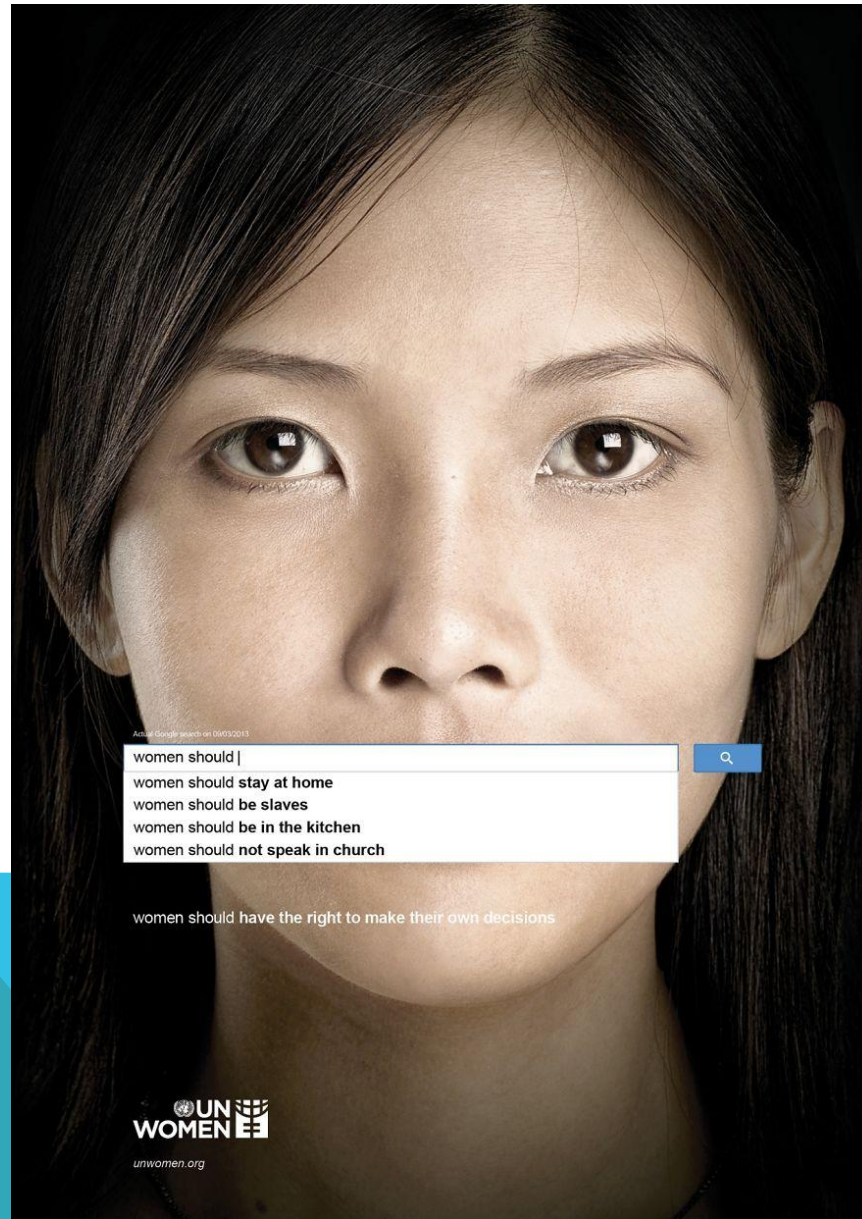 Actual Google search on 09/03/2013
women should
women should stay at home
women should be slaves
women should be in the kitchen
women should not speak in church
women should have the right to make their own decisions
UN
WOMEN
unwomen.org